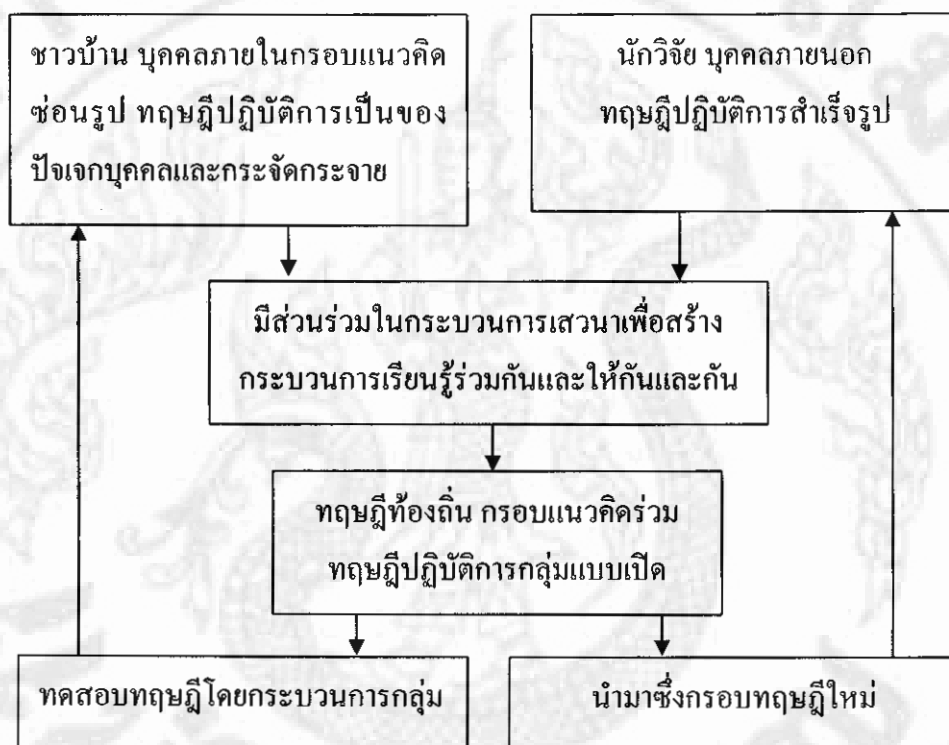 ชาวบ้าน บุคคลภายในกรอบแนวคิด
ซ่อนรูป ทฤษฎีปฏิบัติการเป็นของ
ปัจเจกบุคคลและกระจัดกระจาย
นักวิจัย บุคคลภายนอก
ทฤษฎีปฏิบัติการสำเร็จรูป
มีส่วนร่วมในกระบวนการเสวนาเพื่อสร้าง
กระบวนการเรียนรู้ร่วมกันและให้กันและกัน
ทฤษฎีท้องถิ่น กรอบแนวคิดร่วม
ทฤษฎีปฏิบัติการกลุ่มแบบเปิด
ทดสอบทฤษฎีโดยกระบวนการกลุ่ม
นำมาซึ่งกรอบทฤษฎีใหม่